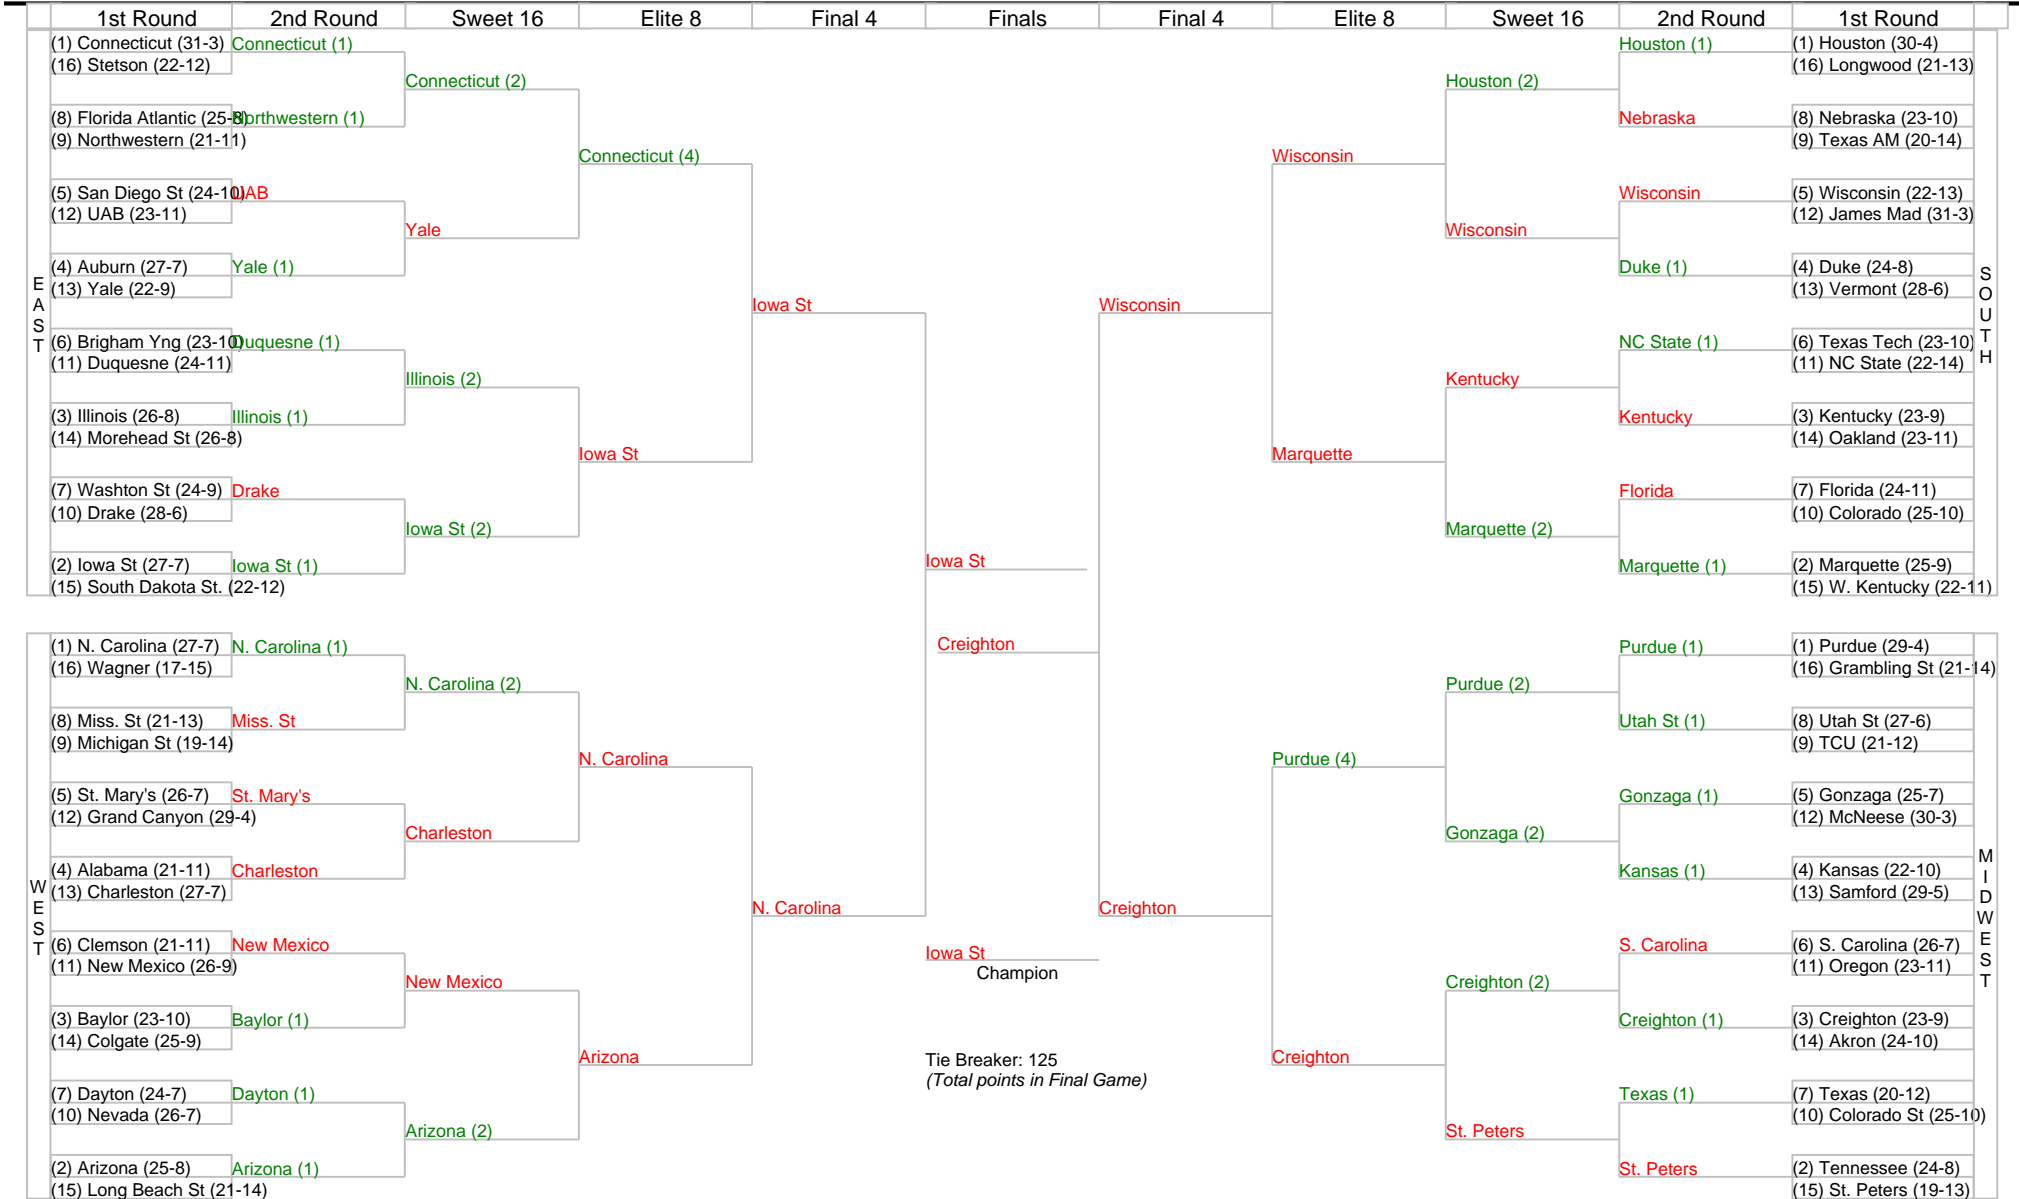 1st Round 2nd Round Sweet 16 Elite 8 Final 4 Finals Final 4 Elite 8 Sweet 16 2nd Round 1st Round
EAST
(1) Connecticut (31-3)
(16) Stetson (22-12)
(8) Florida Atlantic (25-8)
(9) Northwestern (21-11)
(5) San Diego St (24-10)
(12) UAB (23-11)
(4) Auburn (27-7)
(13) Yale (22-9)
(6) Brigham Yng (23-10)
(11) Duquesne (24-11)
(3) Illinois (26-8)
(14) Morehead St (26-8)
(7) Washton St (24-9)
(10) Drake (28-6)
(2) Iowa St (27-7)
(15) South Dakota St. (22-12)
Connecticut (1)
Northwestern (1)
UAB
Yale (1)
Duquesne (1)
Illinois (1)
Drake
Iowa St (1)
Connecticut (2)
Yale
Illinois (2)
Iowa St (2)
Connecticut (4)
Iowa St
Iowa St
WEST
(1) N. Carolina (27-7)
(16) Wagner (17-15)
(8) Miss. St (21-13)
(9) Michigan St (19-14)
(5) St. Mary's (26-7)
(12) Grand Canyon (29-4)
(4) Alabama (21-11)
(13) Charleston (27-7)
(6) Clemson (21-11)
(11) New Mexico (26-9)
(3) Baylor (23-10)
(14) Colgate (25-9)
(7) Dayton (24-7)
(10) Nevada (26-7)
(2) Arizona (25-8)
(15) Long Beach St (21-14)
N. Carolina (1)
Miss. St
St. Mary's
Charleston
New Mexico
Baylor (1)
Dayton (1)
Arizona (1)
N. Carolina (2)
Charleston
New Mexico
Arizona (2)
N. Carolina
Arizona
N. Carolina
Iowa St
Creighton
Iowa St
Champion
Tie Breaker: 125
(Total points in Final Game)
Wisconsin
Wisconsin
Marquette
Houston (2)
Wisconsin
Kentucky
Marquette (2)
Houston (1)
Nebraska
Wisconsin
Duke (1)
NC State (1)
Kentucky
Florida
Marquette (1)
(1) Houston (30-4)
(16) Longwood (21-13)
(8) Nebraska (23-10)
(9) Texas AM (20-14)
(5) Wisconsin (22-13)
(12) James Mad (31-3)
(4) Duke (24-8)
(13) Vermont (28-6)
(6) Texas Tech (23-10)
(11) NC State (22-14)
(3) Kentucky (23-9)
(14) Oakland (23-11)
(7) Florida (24-11)
(10) Colorado (25-10)
(2) Marquette (25-9)
(15) W. Kentucky (22-11)
SOUTH
Creighton
Purdue (4)
Creighton
Purdue (2)
Gonzaga (2)
Creighton (2)
St. Peters
Purdue (1)
Utah St (1)
Gonzaga (1)
Kansas (1)
S. Carolina
Creighton (1)
Texas (1)
St. Peters
(1) Purdue (29-4)
(16) Grambling St (21-14)
(8) Utah St (27-6)
(9) TCU (21-12)
(5) Gonzaga (25-7)
(12) McNeese (30-3)
(4) Kansas (22-10)
(13) Samford (29-5)
(6) S. Carolina (26-7)
(11) Oregon (23-11)
(3) Creighton (23-9)
(14) Akron (24-10)
(7) Texas (20-12)
(10) Colorado St (25-10)
(2) Tennessee (24-8)
(15) St. Peters (19-13)
MIDWEST